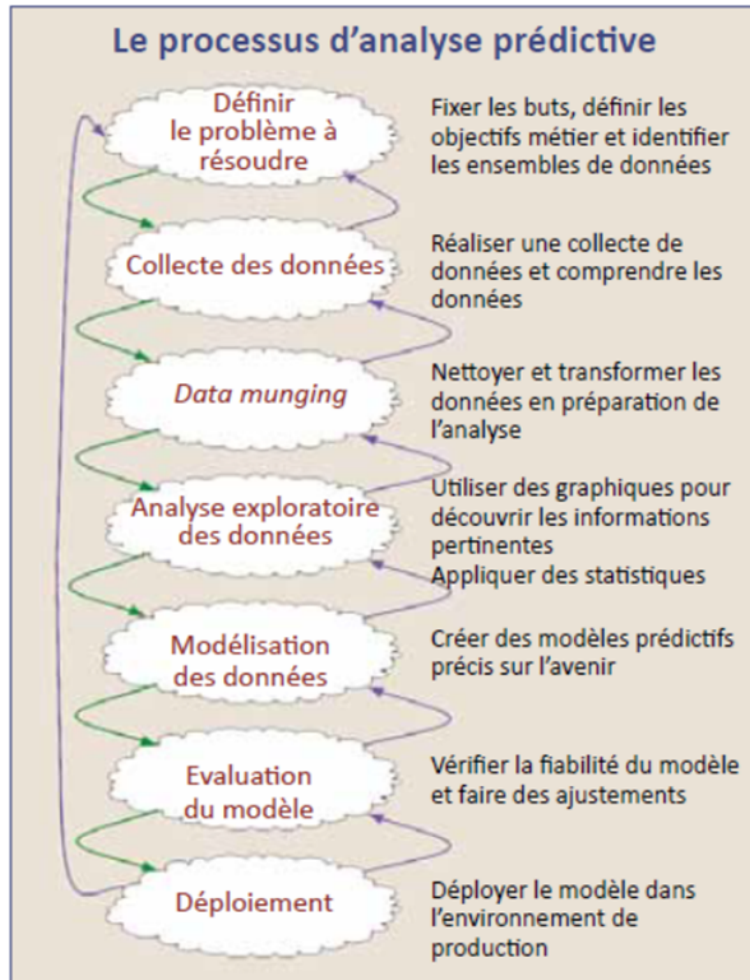 Le processus d'analyse prédictive
Définir
le problème à
résoudre
Fixer les buts, définir les
objectifs métier et identifier
les ensembles de données
Collecte des données
Réaliser une collecte de
données et comprendre les
données
Data munging
Nettoyer et transformer les
données en préparation de
l'analyse
Analyse exploratoire
des données
Utiliser des graphiques pour
découvrir les informations
pertinentes
Appliquer des statistiques
Modélisation
des données
Créer des modèles prédictifs
précis sur l'avenir
Evaluation
du modèle
Vérifier la fiabilité du modèle
et faire des ajustements
Déploiement
Déployer le modèle dans
l'environnement de
production